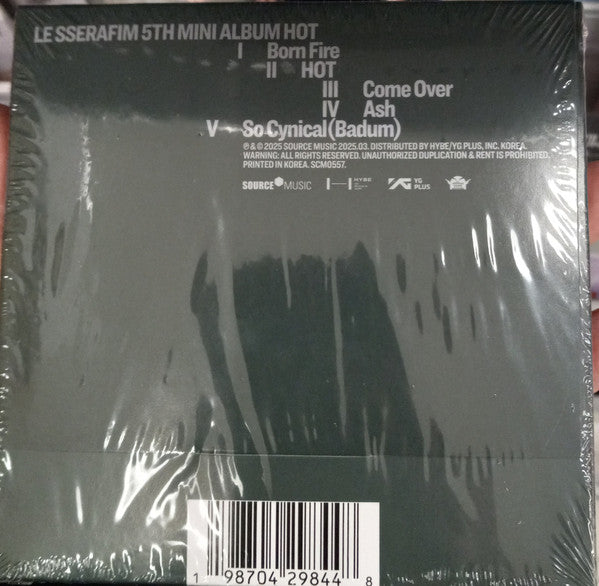 LE SSERAFIM 5TH MINI ALBUM HOT
I Born Fire
II HOT
III Come Over
IV Ash
V So Cynical (Badum)
℗ & © 2025 SOURCE MUSIC 2025.03. DISTRIBUTED BY HYBE/YG PLUS, INC. KOREA.
WARNING: ALL RIGHTS RESERVED. UNAUTHORIZED DUPLICATION & RENT IS PROHIBITED.
PRINTED IN KOREA. SCM0557.
SOURCE MUSIC HYBE YG PLUS
1 98704 29844 8